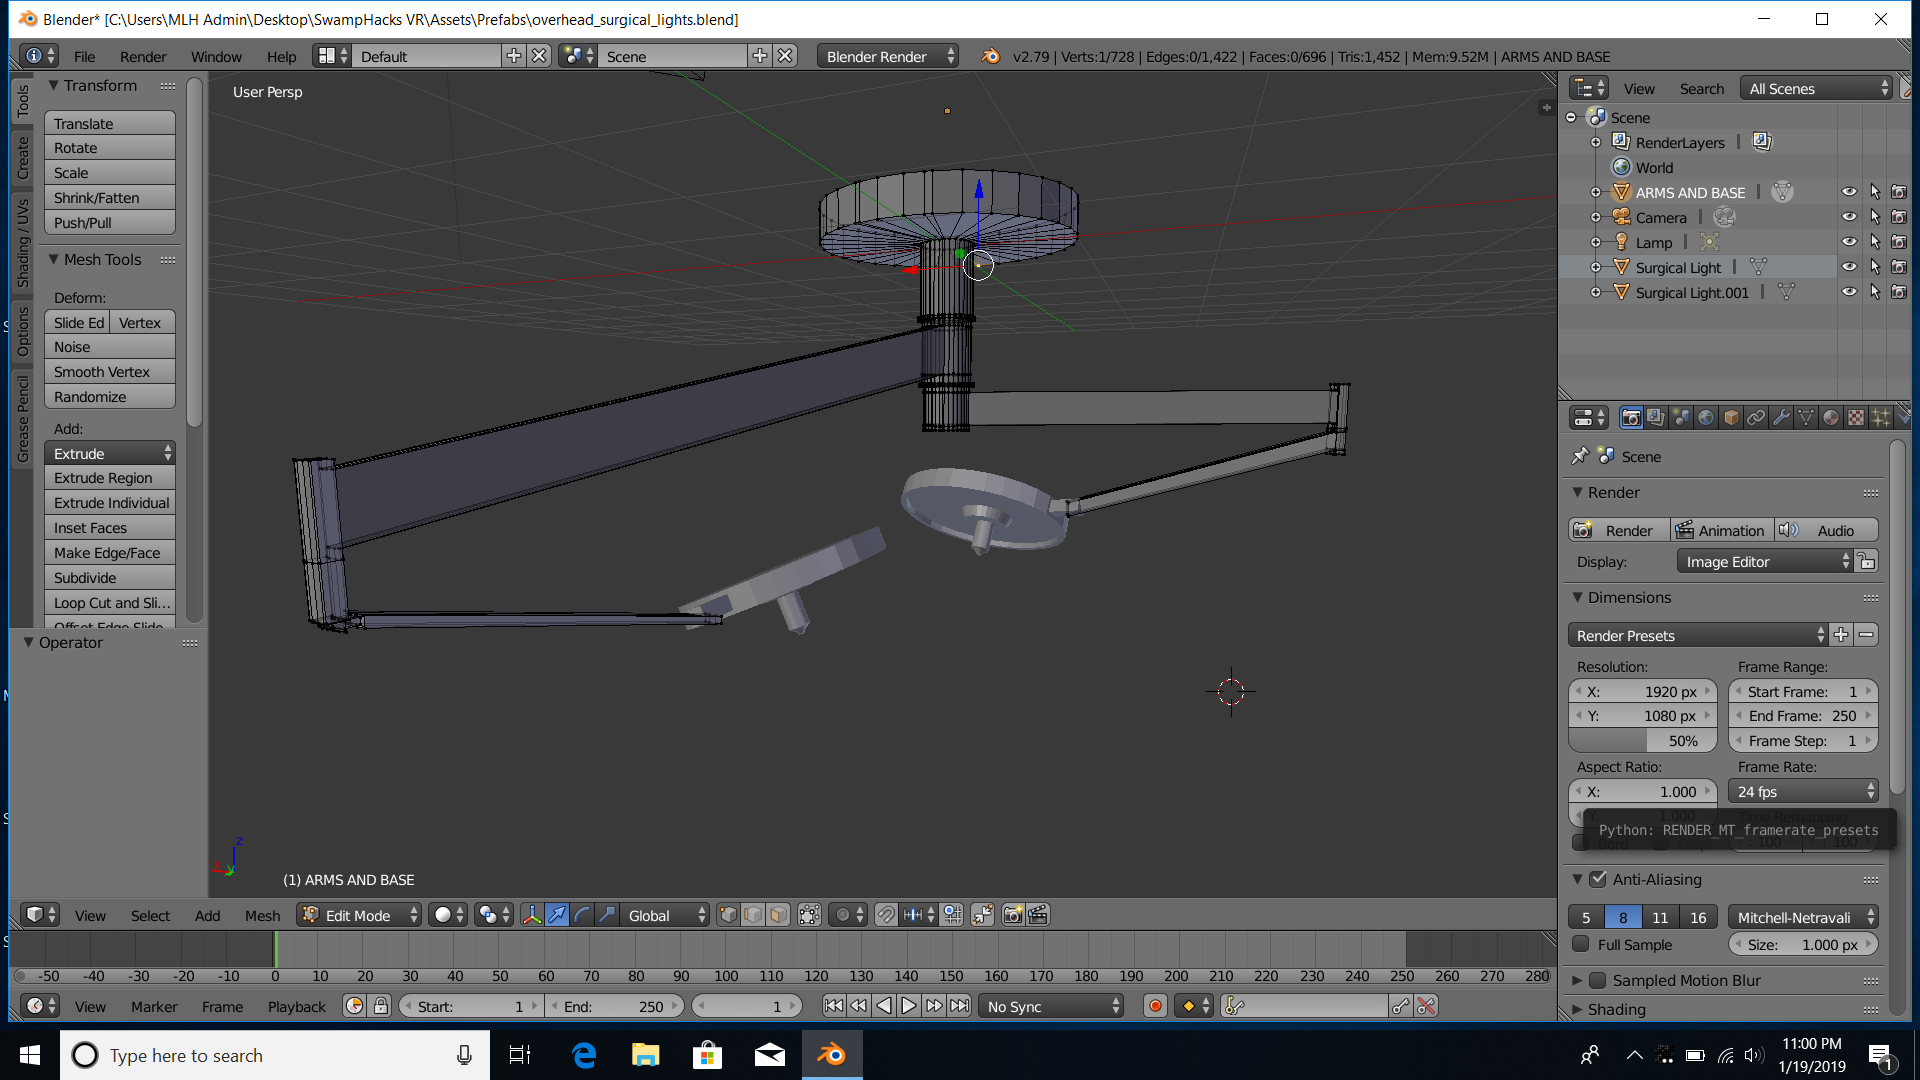 Blender* [C:\Users\MLH Admin\Desktop\SwampHacks VR\Assets\Prefabs\overhead_surgical_lights.blend]
File Render Window Help Default Scene Blender Render v2.79 | Verts:1/728 | Edges:0/1,422 | Faces:0/696 | Tris:1,452 | Mem:9.52M | ARMS AND BASE
Tools
Create
Shading / UVs
Options
Grease Pencil
Transform
Translate
Rotate
Scale
Shrink/Fatten
Push/Pull
Mesh Tools
Deform:
Slide Ed Vertex
Noise
Smooth Vertex
Randomize
Add:
Extrude
Extrude Region
Extrude Individual
Inset Faces
Make Edge/Face
Subdivide
Loop Cut and Sli...
Offset Edge Slide
Operator
User Persp
z
x
y
(1) ARMS AND BASE
View Search All Scenes
Scene
RenderLayers
World
ARMS AND BASE
Camera
Lamp
Surgical Light
Surgical Light.001
Scene
Render
Render Animation Audio
Display: Image Editor
Dimensions
Render Presets
Resolution: Frame Range:
X: 1920 px Start Frame: 1
Y: 1080 px End Frame: 250
50% Frame Step: 1
Aspect Ratio: Frame Rate:
X: 1.000 24 fps
Y: 1.000 Time Remapping:
Python: RENDER_MT_framerate_presets
Anti-Aliasing
5 8 11 16 Mitchell-Netravali
Full Sample Size: 1.000 px
Sampled Motion Blur
Shading
View Select Add Mesh Edit Mode Global
-50 -40 -30 -20 -10 0 10 20 30 40 50 60 70 80 90 100 110 120 130 140 150 160 170 180 190 200 210 220 230 240 250 260 270 280
View Marker Frame Playback Start: 1 End: 250 1 No Sync
Type here to search
11:00 PM
1/19/2019
1